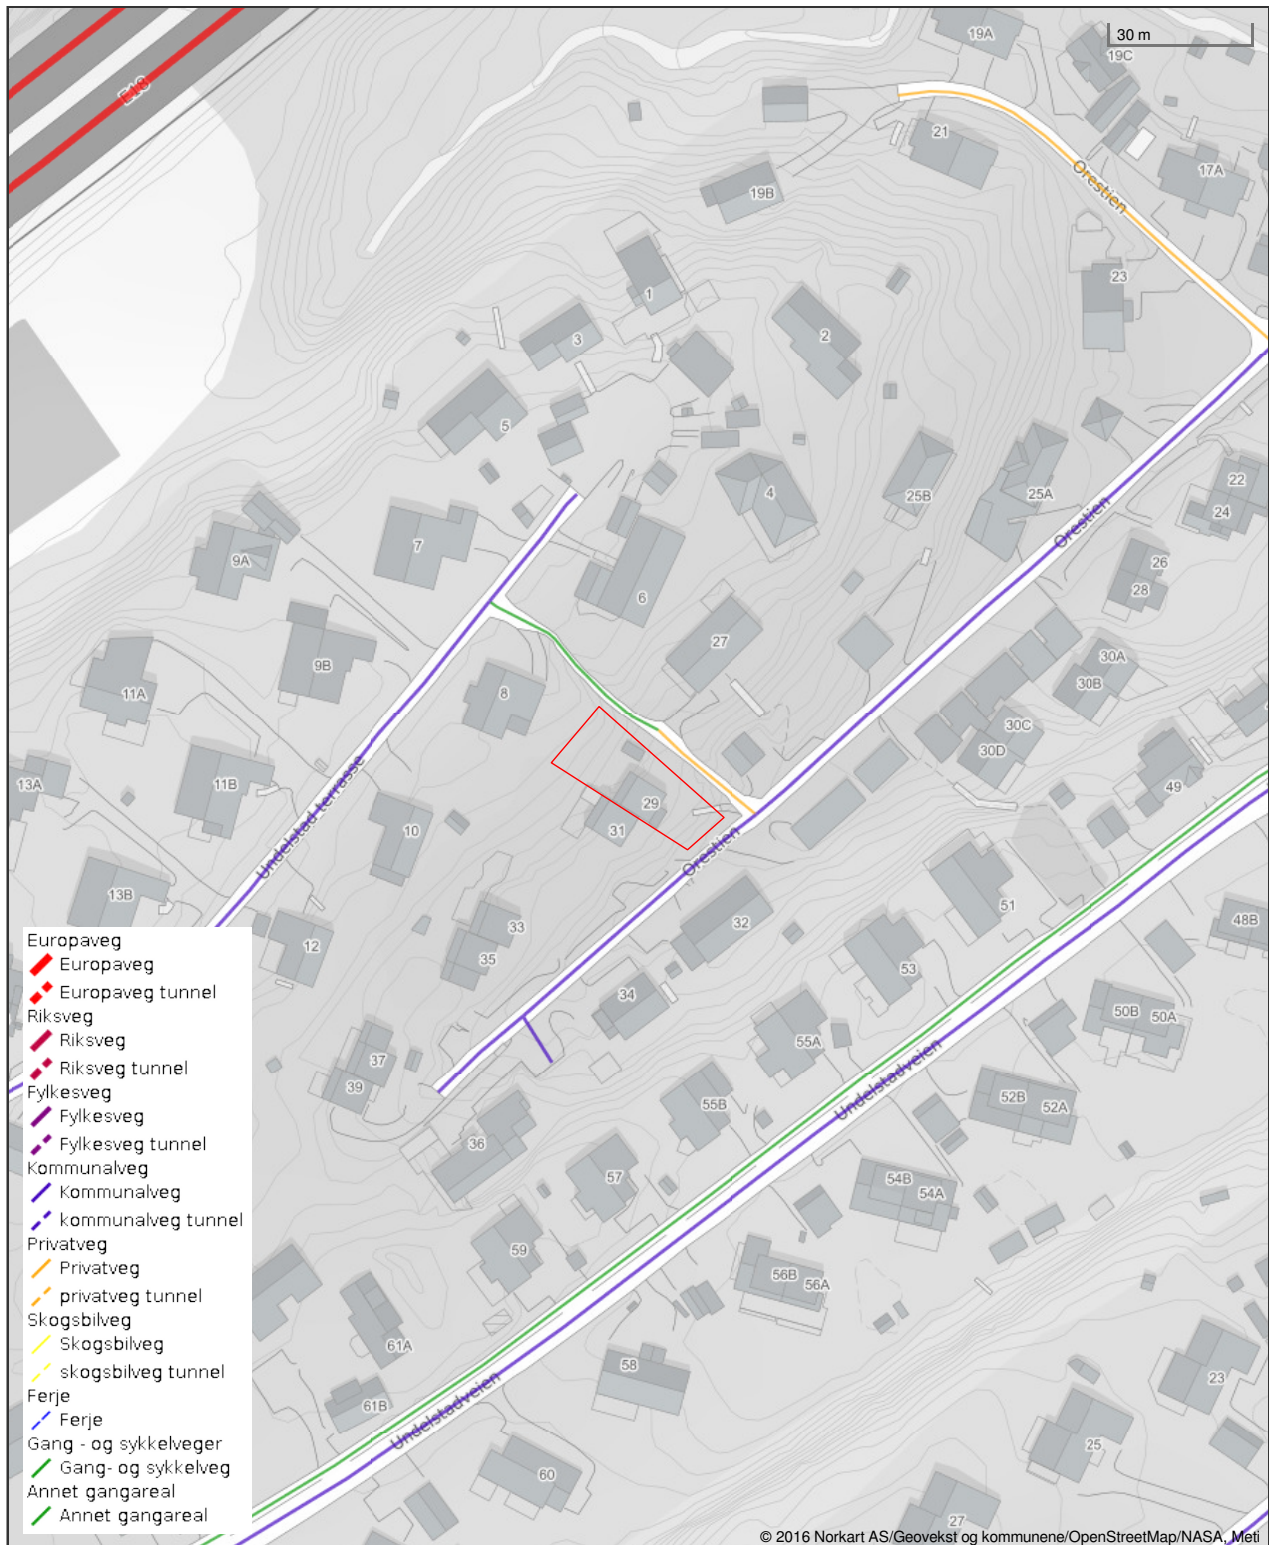 30 m
19A
19C
E18
21
17A
Orestien
19B
23
1
3
2
5
4
25B
25A
22
24
Orestien
7
9A
26
28
6
27
30A
30B
9B
8
11A
30C
30D
49
13A
11B
Undelstad terrasse
29
31
10
Orestien
13B
51
32
48B
33
12
35
53
34
50B
50A
55A
37
39
Undelstadveien
52B
52A
55B
36
57
54B
54A
59
56B
56A
61A
58
23
61B
Undelstadveien
25
60
27
Europaveg
Europaveg
Europaveg tunnel
Riksveg
Riksveg
Riksveg tunnel
Fylkesveg
Fylkesveg
Fylkesveg tunnel
Kommunalveg
Kommunalveg
kommunalveg tunnel
Privatveg
Privatveg
privatveg tunnel
Skogsbilveg
Skogsbilveg
skogsbilveg tunnel
Ferje
Ferje
Gang - og sykkelveger
Gang- og sykkelveg
Annet gangareal
Annet gangareal
© 2016 Norkart AS/Geovekst og kommunene/OpenStreetMap/NASA, Meti